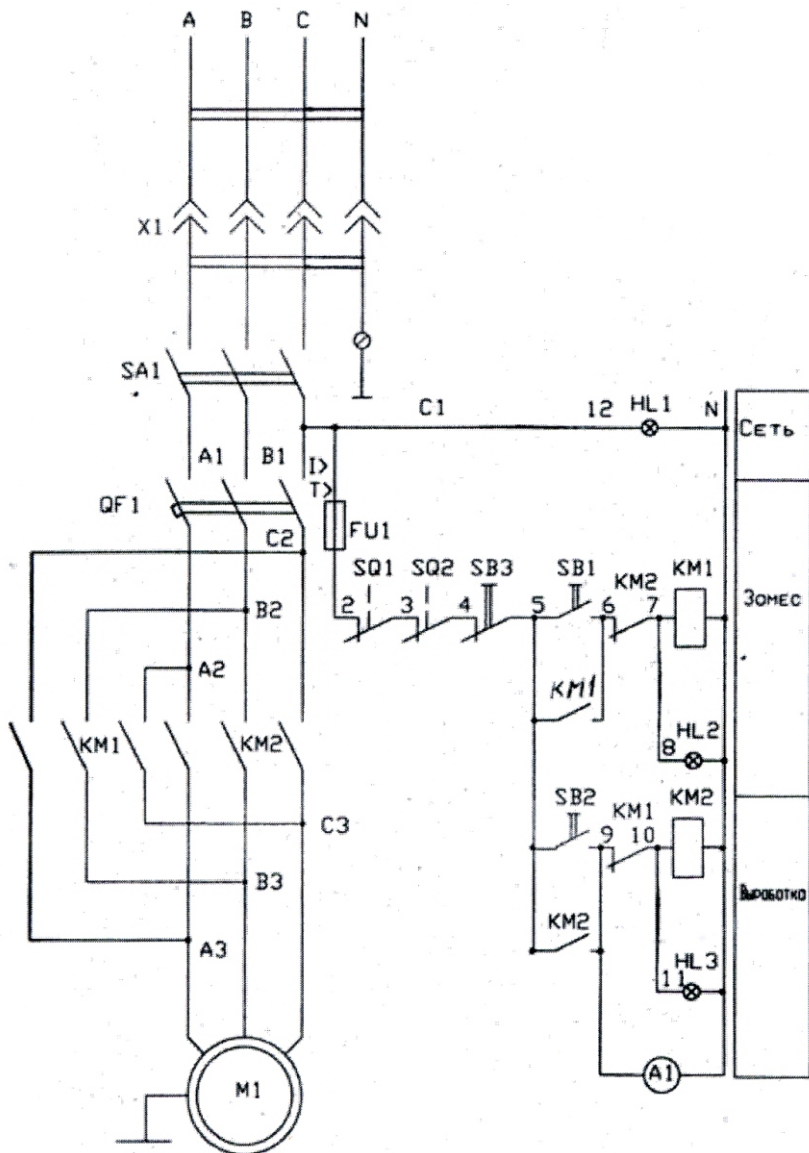 A B C N
X1
SA1
C1 12 HL1 N
Сеть
A1 B1 I>
T>
QF1
FU1
C2
SQ1 SQ2 SB3 SB1 KM2 KM1
2 3 4 5 6 7
Зомес
B2
A2
KM1
KM1 KM2
HL2
8
SB2 KM1 KM2
C3
9 10
B3
Выроботко
KM2
A3
HL3
11
A1
M1